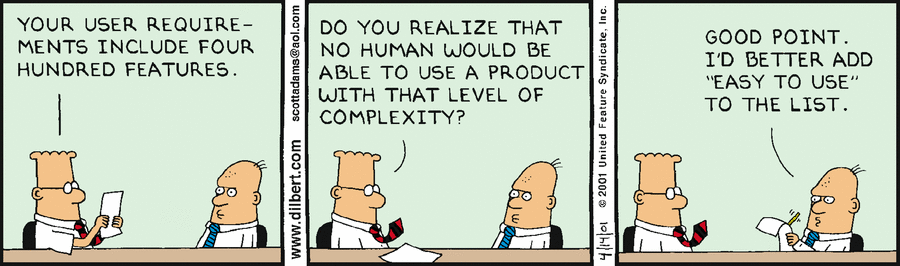 YOUR USER REQUIRE-
MENTS INCLUDE FOUR
HUNDRED FEATURES.
www.dilbert.com scottadams@aol.com
DO YOU REALIZE THAT
NO HUMAN WOULD BE
ABLE TO USE A PRODUCT
WITH THAT LEVEL OF
COMPLEXITY?
4/14/01 © 2001 United Feature Syndicate, Inc.
GOOD POINT.
I'D BETTER ADD
"EASY TO USE"
TO THE LIST.